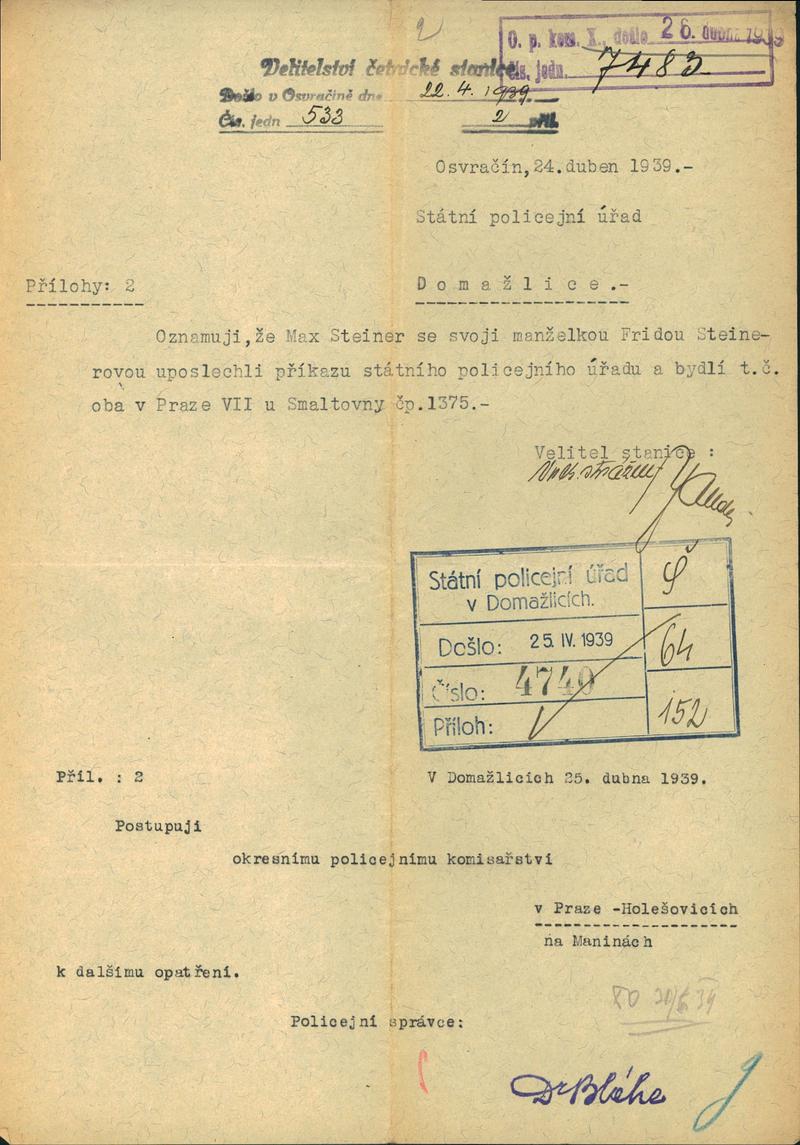 2
O. p. kom. X., došlo 26. dubna 1939
čís. jedn. 7483
Velitelství četnické stanice
Došlo v Osvračíně dne 22. 4. 1939
Čís. jedn 533 2 příl.
Osvračín, 24. duben 1939.-
Státní policejní úřad
Přílohy: 2
Domažlice.-
Oznamuji, že Max Steiner se svoji manželkou Fridou Steine-
rovou uposlechli příkazu státního policejního úřadu a bydlí t.č.
oba v Praze VII u Smaltovny čp.1375.-
Velitel stanice :
Státní policejní úřad
v Domažlicích.
Došlo: 25. IV. 1939
64
Číslo: 4740
Příloh:
152
Příl. : 2
V Domažlicích 25. dubna 1939.
Postupuji
okresnímu policejnímu komisařství
v Praze -Holešovicích
na Maninách
k dalšímu opatření.
Policejní správce:
Dr Bláha